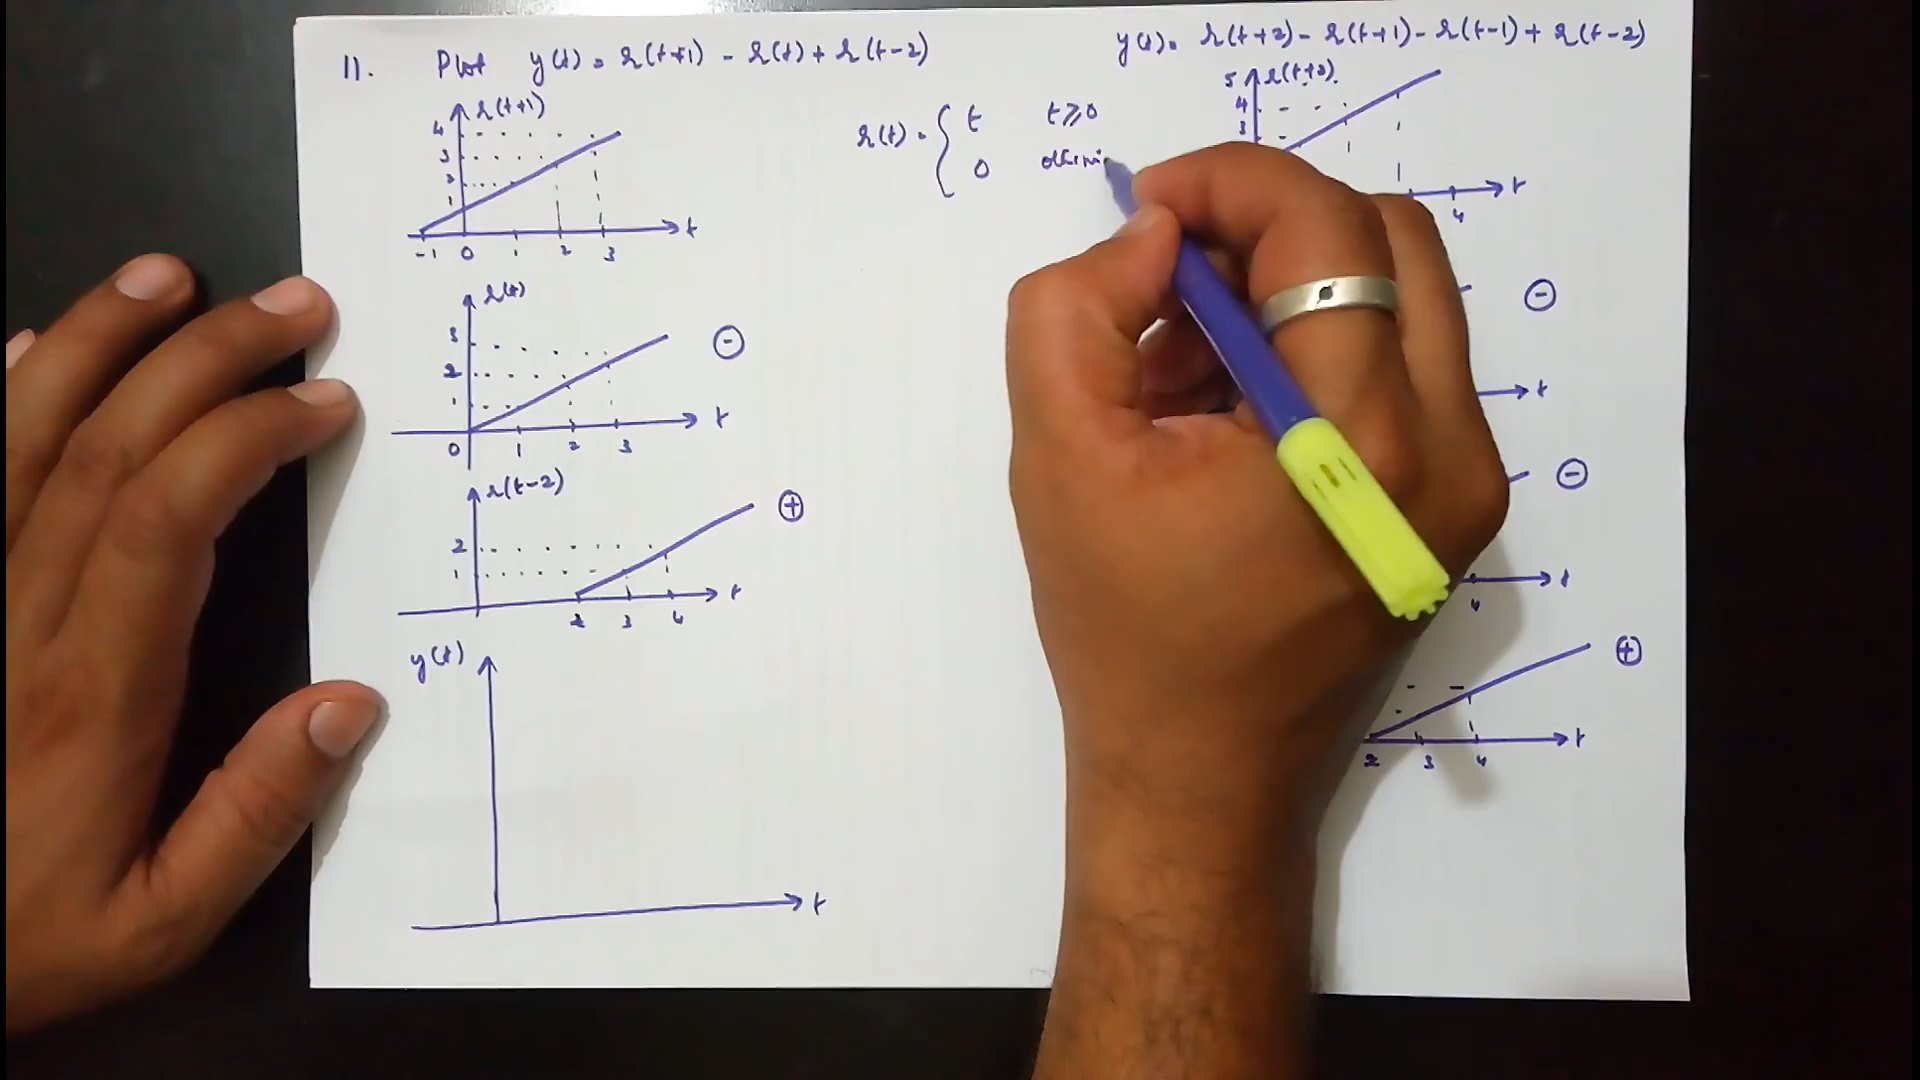 11. Plot y(t) = r(t+1) - r(t) + r(t-2)
r(t+1)
4
3
2
1
-1 0 1 2 3 t
r(t)
3
2
1
0 1 2 3 t
-
r(t-2)
2
1
2 3 4 t
+
y(t)
t
r(t) = { t t≥0
0 otherwi
y(t) = r(t+2) - r(t+1) - r(t-1) + r(t-2)
5 r(t+2)
4
3
4 t
-
t
-
4 t
+
2 3 4 t